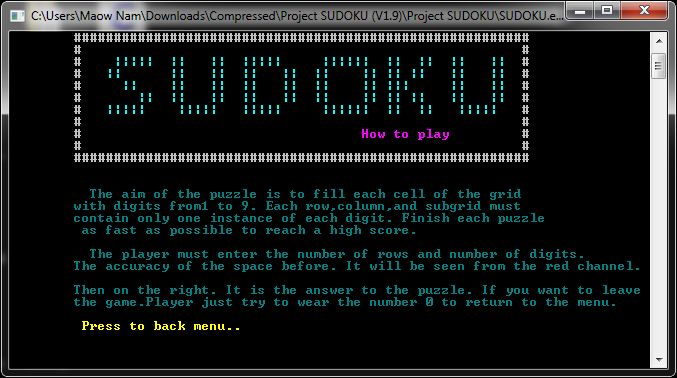 C:\Users\Maow Nam\Downloads\Compressed\Project SUDOKU (V1.9)\Project SUDOKU\SUDOKU.e...
SUDOKU
How to play
The aim of the puzzle is to fill each cell of the grid
with digits from1 to 9. Each row,column,and subgrid must
contain only one instance of each digit. Finish each puzzle
as fast as possible to reach a high score.
The player must enter the number of rows and number of digits.
The accuracy of the space before. It will be seen from the red channel.
Then on the right. It is the answer to the puzzle. If you want to leave
the game.Player just try to wear the number 0 to return to the menu.
Press to back menu..